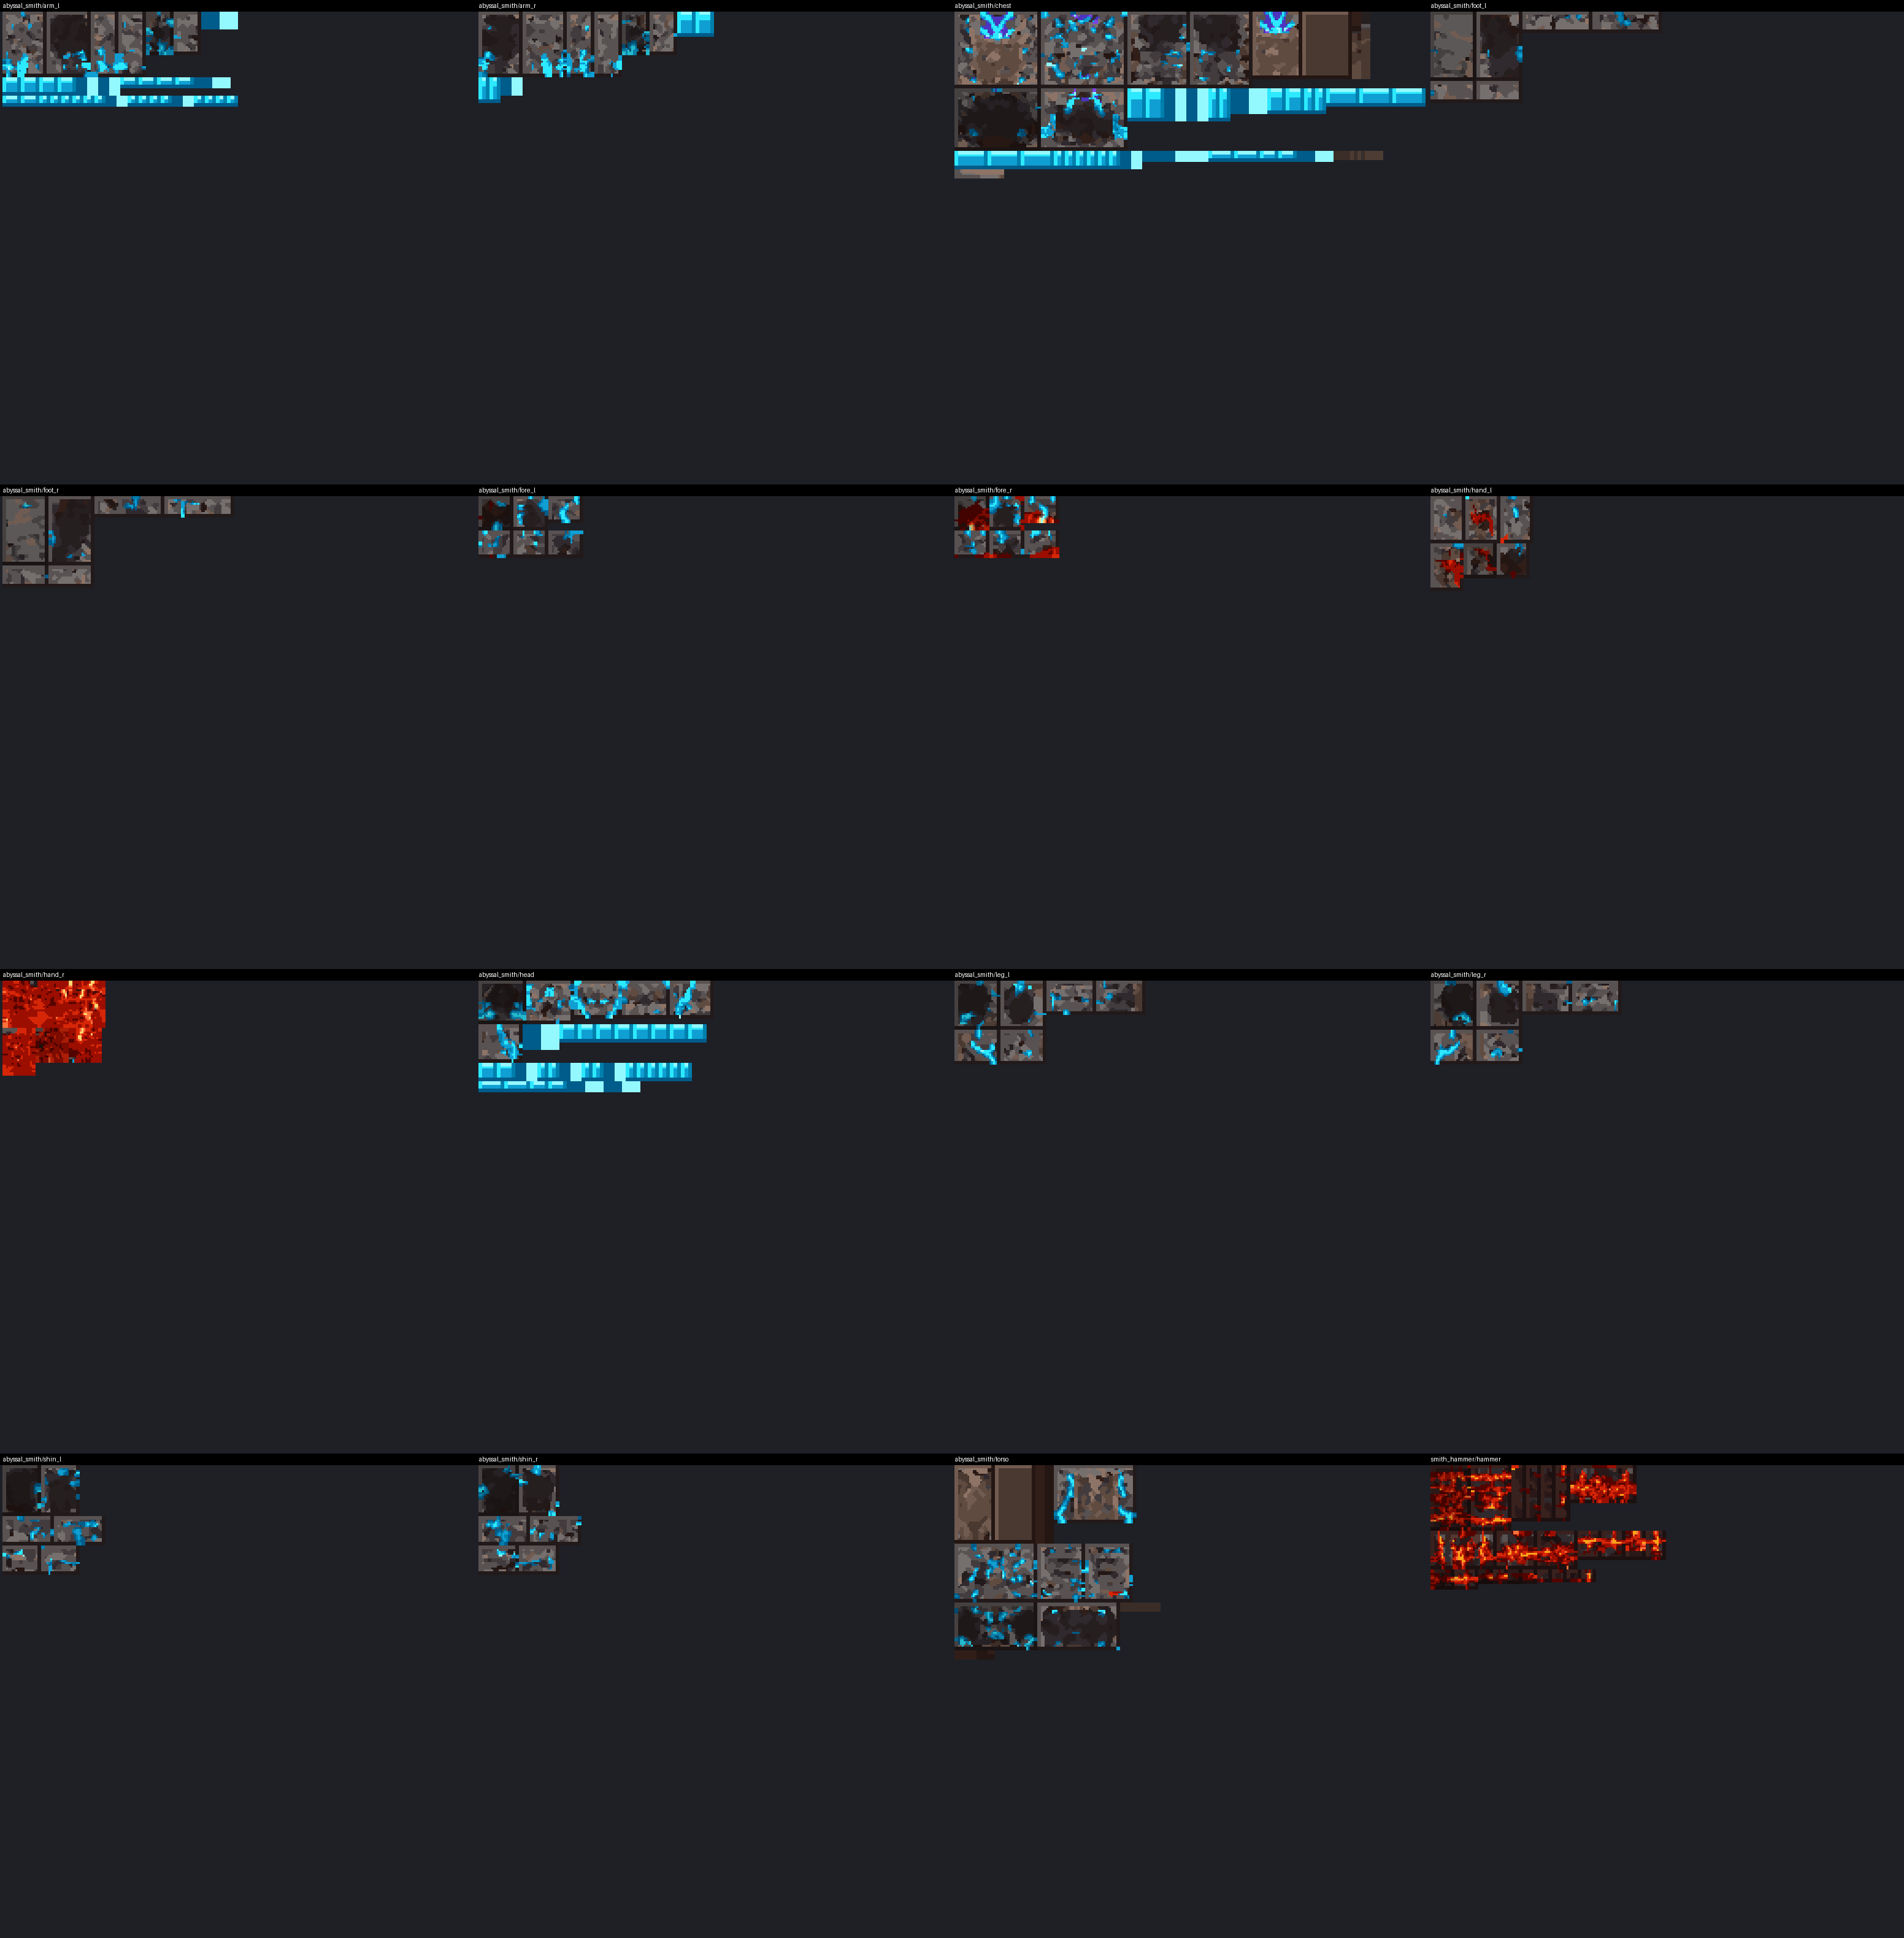 abyssal_smith/arm_l
abyssal_smith/arm_r
abyssal_smith/chest
abyssal_smith/foot_l
abyssal_smith/foot_r
abyssal_smith/fore_l
abyssal_smith/fore_r
abyssal_smith/hand_l
abyssal_smith/hand_r
abyssal_smith/head
abyssal_smith/leg_l
abyssal_smith/leg_r
abyssal_smith/shin_l
abyssal_smith/shin_r
abyssal_smith/torso
smith_hammer/hammer